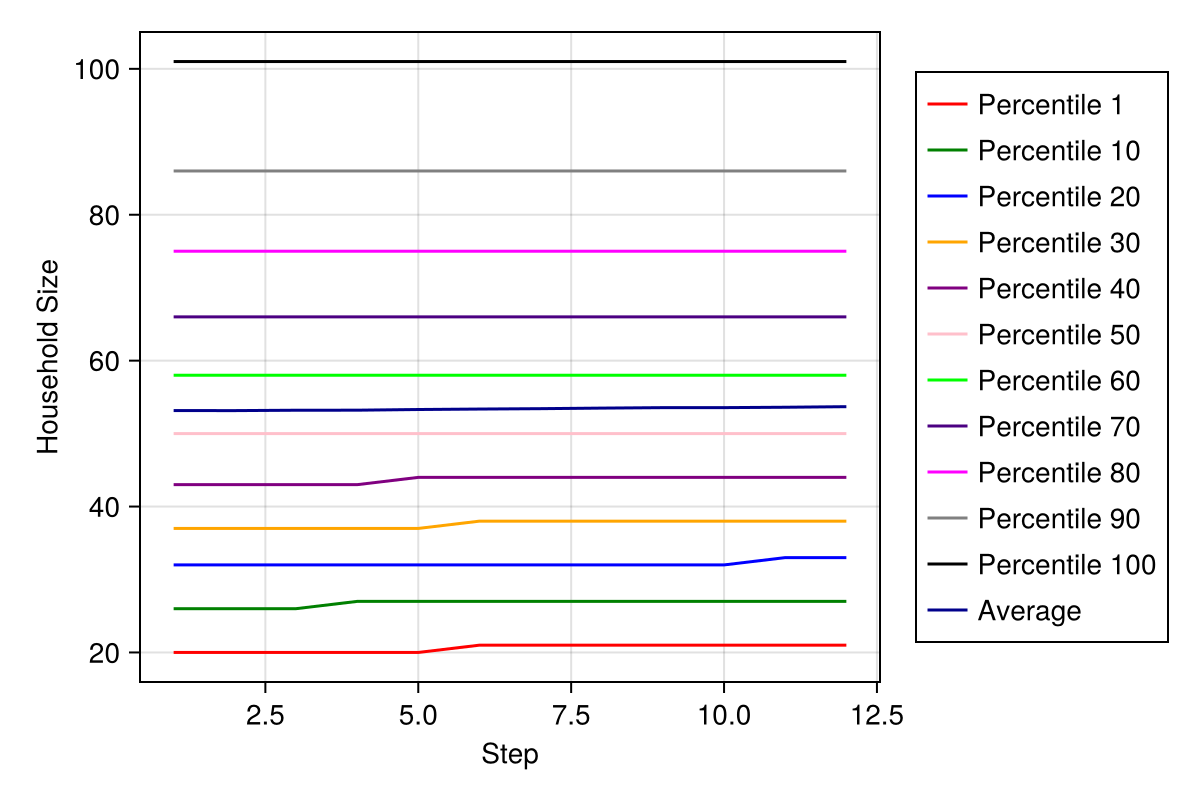 100
80
60
40
20
Household Size
2.5 5.0 7.5 10.0 12.5
Step
Percentile 1
Percentile 10
Percentile 20
Percentile 30
Percentile 40
Percentile 50
Percentile 60
Percentile 70
Percentile 80
Percentile 90
Percentile 100
Average